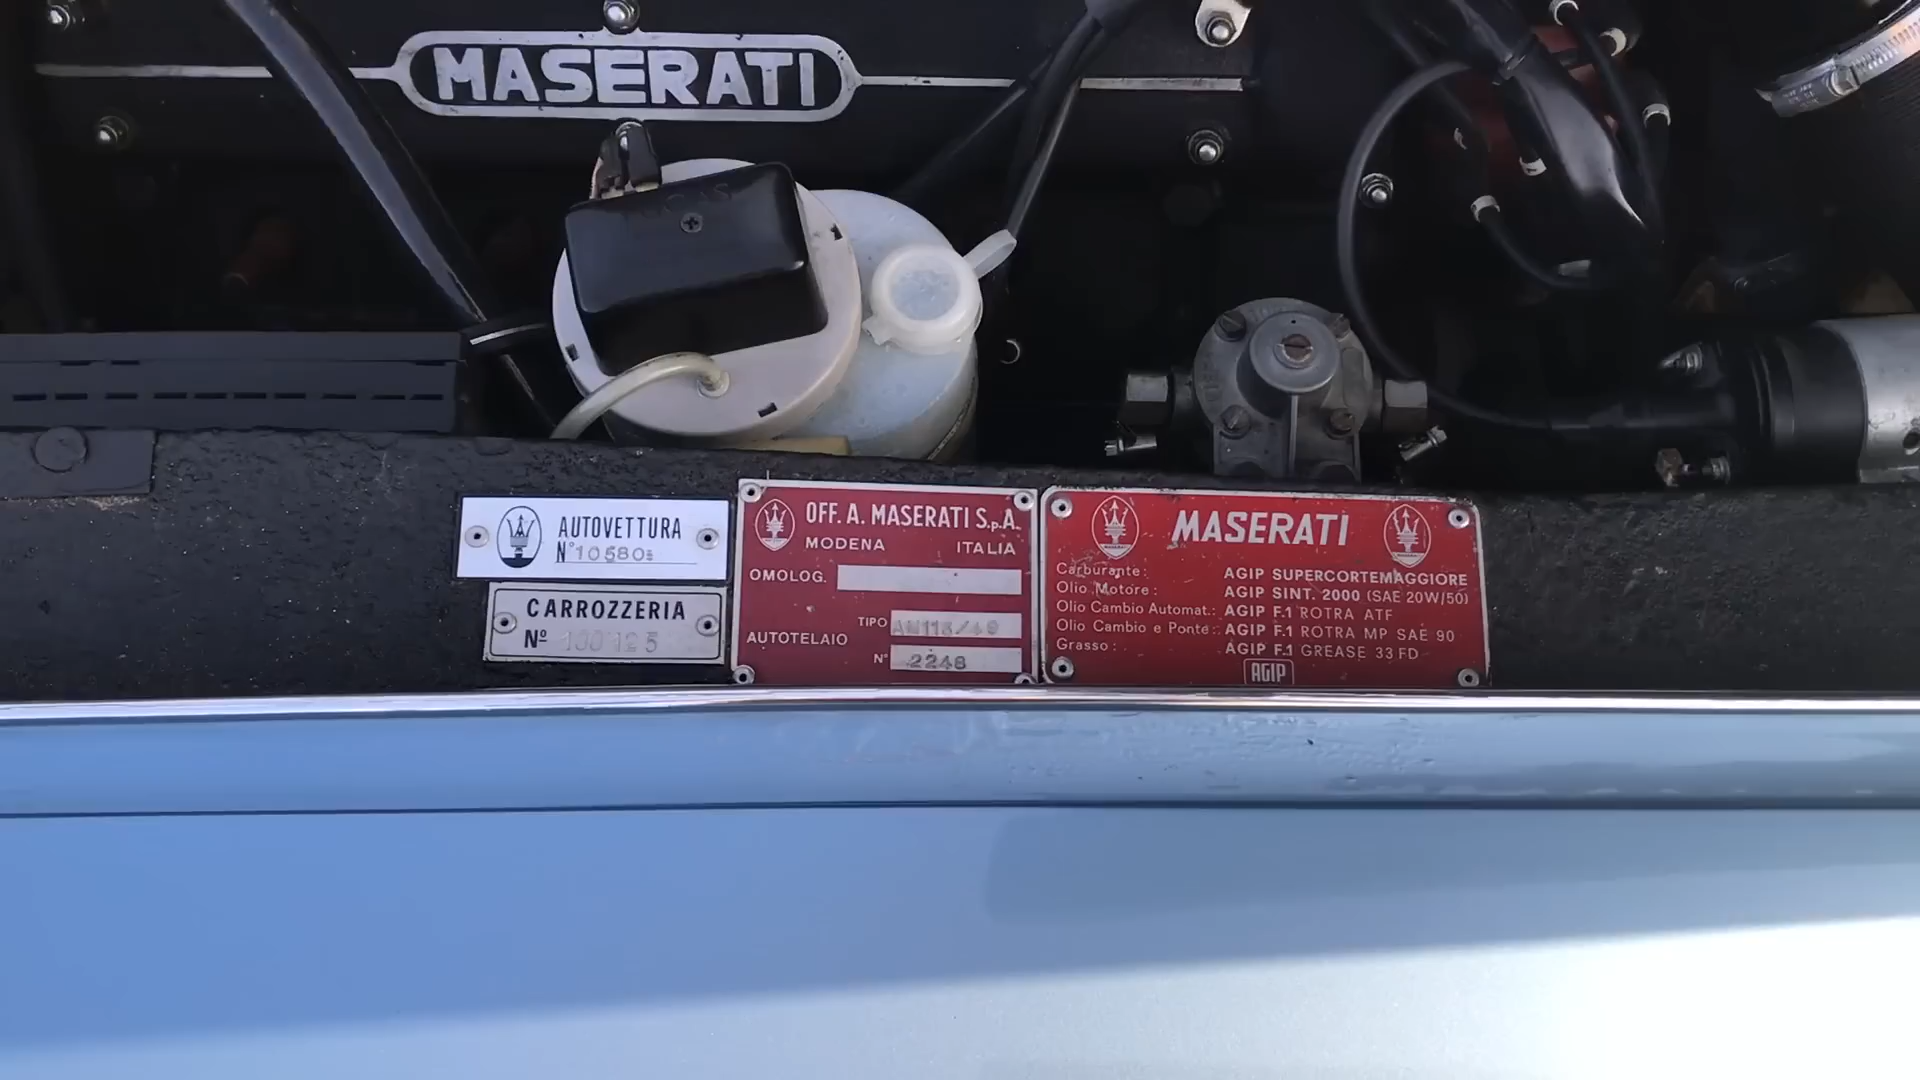 MASERATI
AUTOVETTURA
N°
CARROZZERIA
Nº
OFF. A. MASERATI S.p.A.
MODENA ITALIA
OMOLOG.
TIPO
AUTOTELAIO
N° 2248
MASERATI
Carburante: AGIP SUPERCORTEMAGGIORE
Olio Motore: AGIP SINT. 2000 (SAE 20W/50)
Olio Cambio Automat.: AGIP F.1 ROTRA ATF
Olio Cambio e Ponte: AGIP F.1 ROTRA MP SAE 90
Grasso: AGIP F.1 GREASE 33 FD
AGIP